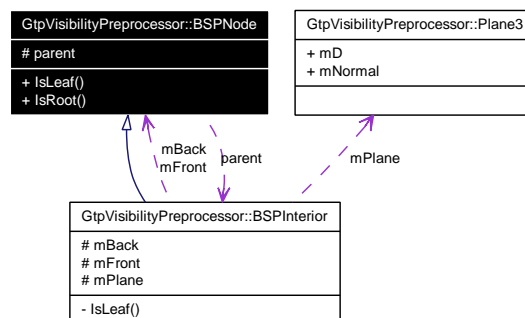 GtpVisibilityPreprocessor::BSPNode
# parent
+ IsLeaf()
+ IsRoot()
GtpVisibilityPreprocessor::Plane3
+ mD
+ mNormal
mBack
mFront
parent
mPlane
GtpVisibilityPreprocessor::BSPInterior
# mBack
# mFront
# mPlane
- IsLeaf()